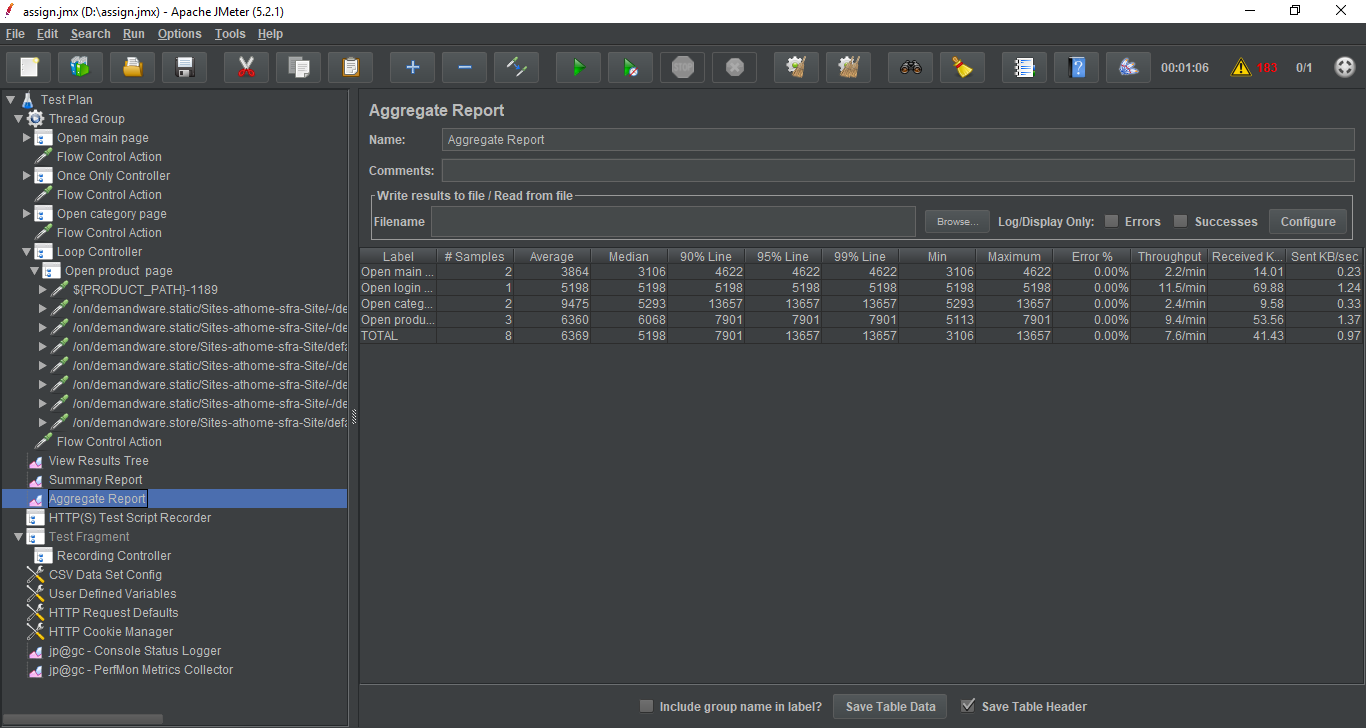 assign.jmx (D:\assign.jmx) - Apache JMeter (5.2.1)
File Edit Search Run Options Tools Help
STOP 00:01:06 183 0/1
Test Plan
Thread Group
Open main page
Flow Control Action
Once Only Controller
Flow Control Action
Open category page
Flow Control Action
Loop Controller
Open product page
${PRODUCT_PATH}-1189
/on/demandware.static/Sites-athome-sfra-Site/-/de
/on/demandware.static/Sites-athome-sfra-Site/-/de
/on/demandware.store/Sites-athome-sfra-Site/defa
/on/demandware.static/Sites-athome-sfra-Site/-/de
/on/demandware.static/Sites-athome-sfra-Site/-/de
/on/demandware.static/Sites-athome-sfra-Site/-/de
/on/demandware.store/Sites-athome-sfra-Site/defa
Flow Control Action
View Results Tree
Summary Report
Aggregate Report
HTTP(S) Test Script Recorder
Test Fragment
Recording Controller
CSV Data Set Config
User Defined Variables
HTTP Request Defaults
HTTP Cookie Manager
jp@gc - Console Status Logger
jp@gc - PerfMon Metrics Collector
Aggregate Report
Name: Aggregate Report
Comments:
Write results to file / Read from file
Filename Browse... Log/Display Only: Errors Successes Configure
Label # Samples Average Median 90% Line 95% Line 99% Line Min Maximum Error % Throughput Received K... Sent KB/sec
Open main ... 2 3864 3106 4622 4622 4622 3106 4622 0.00% 2.2/min 14.01 0.23
Open login ... 1 5198 5198 5198 5198 5198 5198 5198 0.00% 11.5/min 69.88 1.24
Open categ... 2 9475 5293 13657 13657 13657 5293 13657 0.00% 2.4/min 9.58 0.33
Open produ... 3 6360 6068 7901 7901 7901 5113 7901 0.00% 9.4/min 53.56 1.37
TOTAL 8 6369 5198 7901 13657 13657 3106 13657 0.00% 7.6/min 41.43 0.97
Include group name in label? Save Table Data Save Table Header